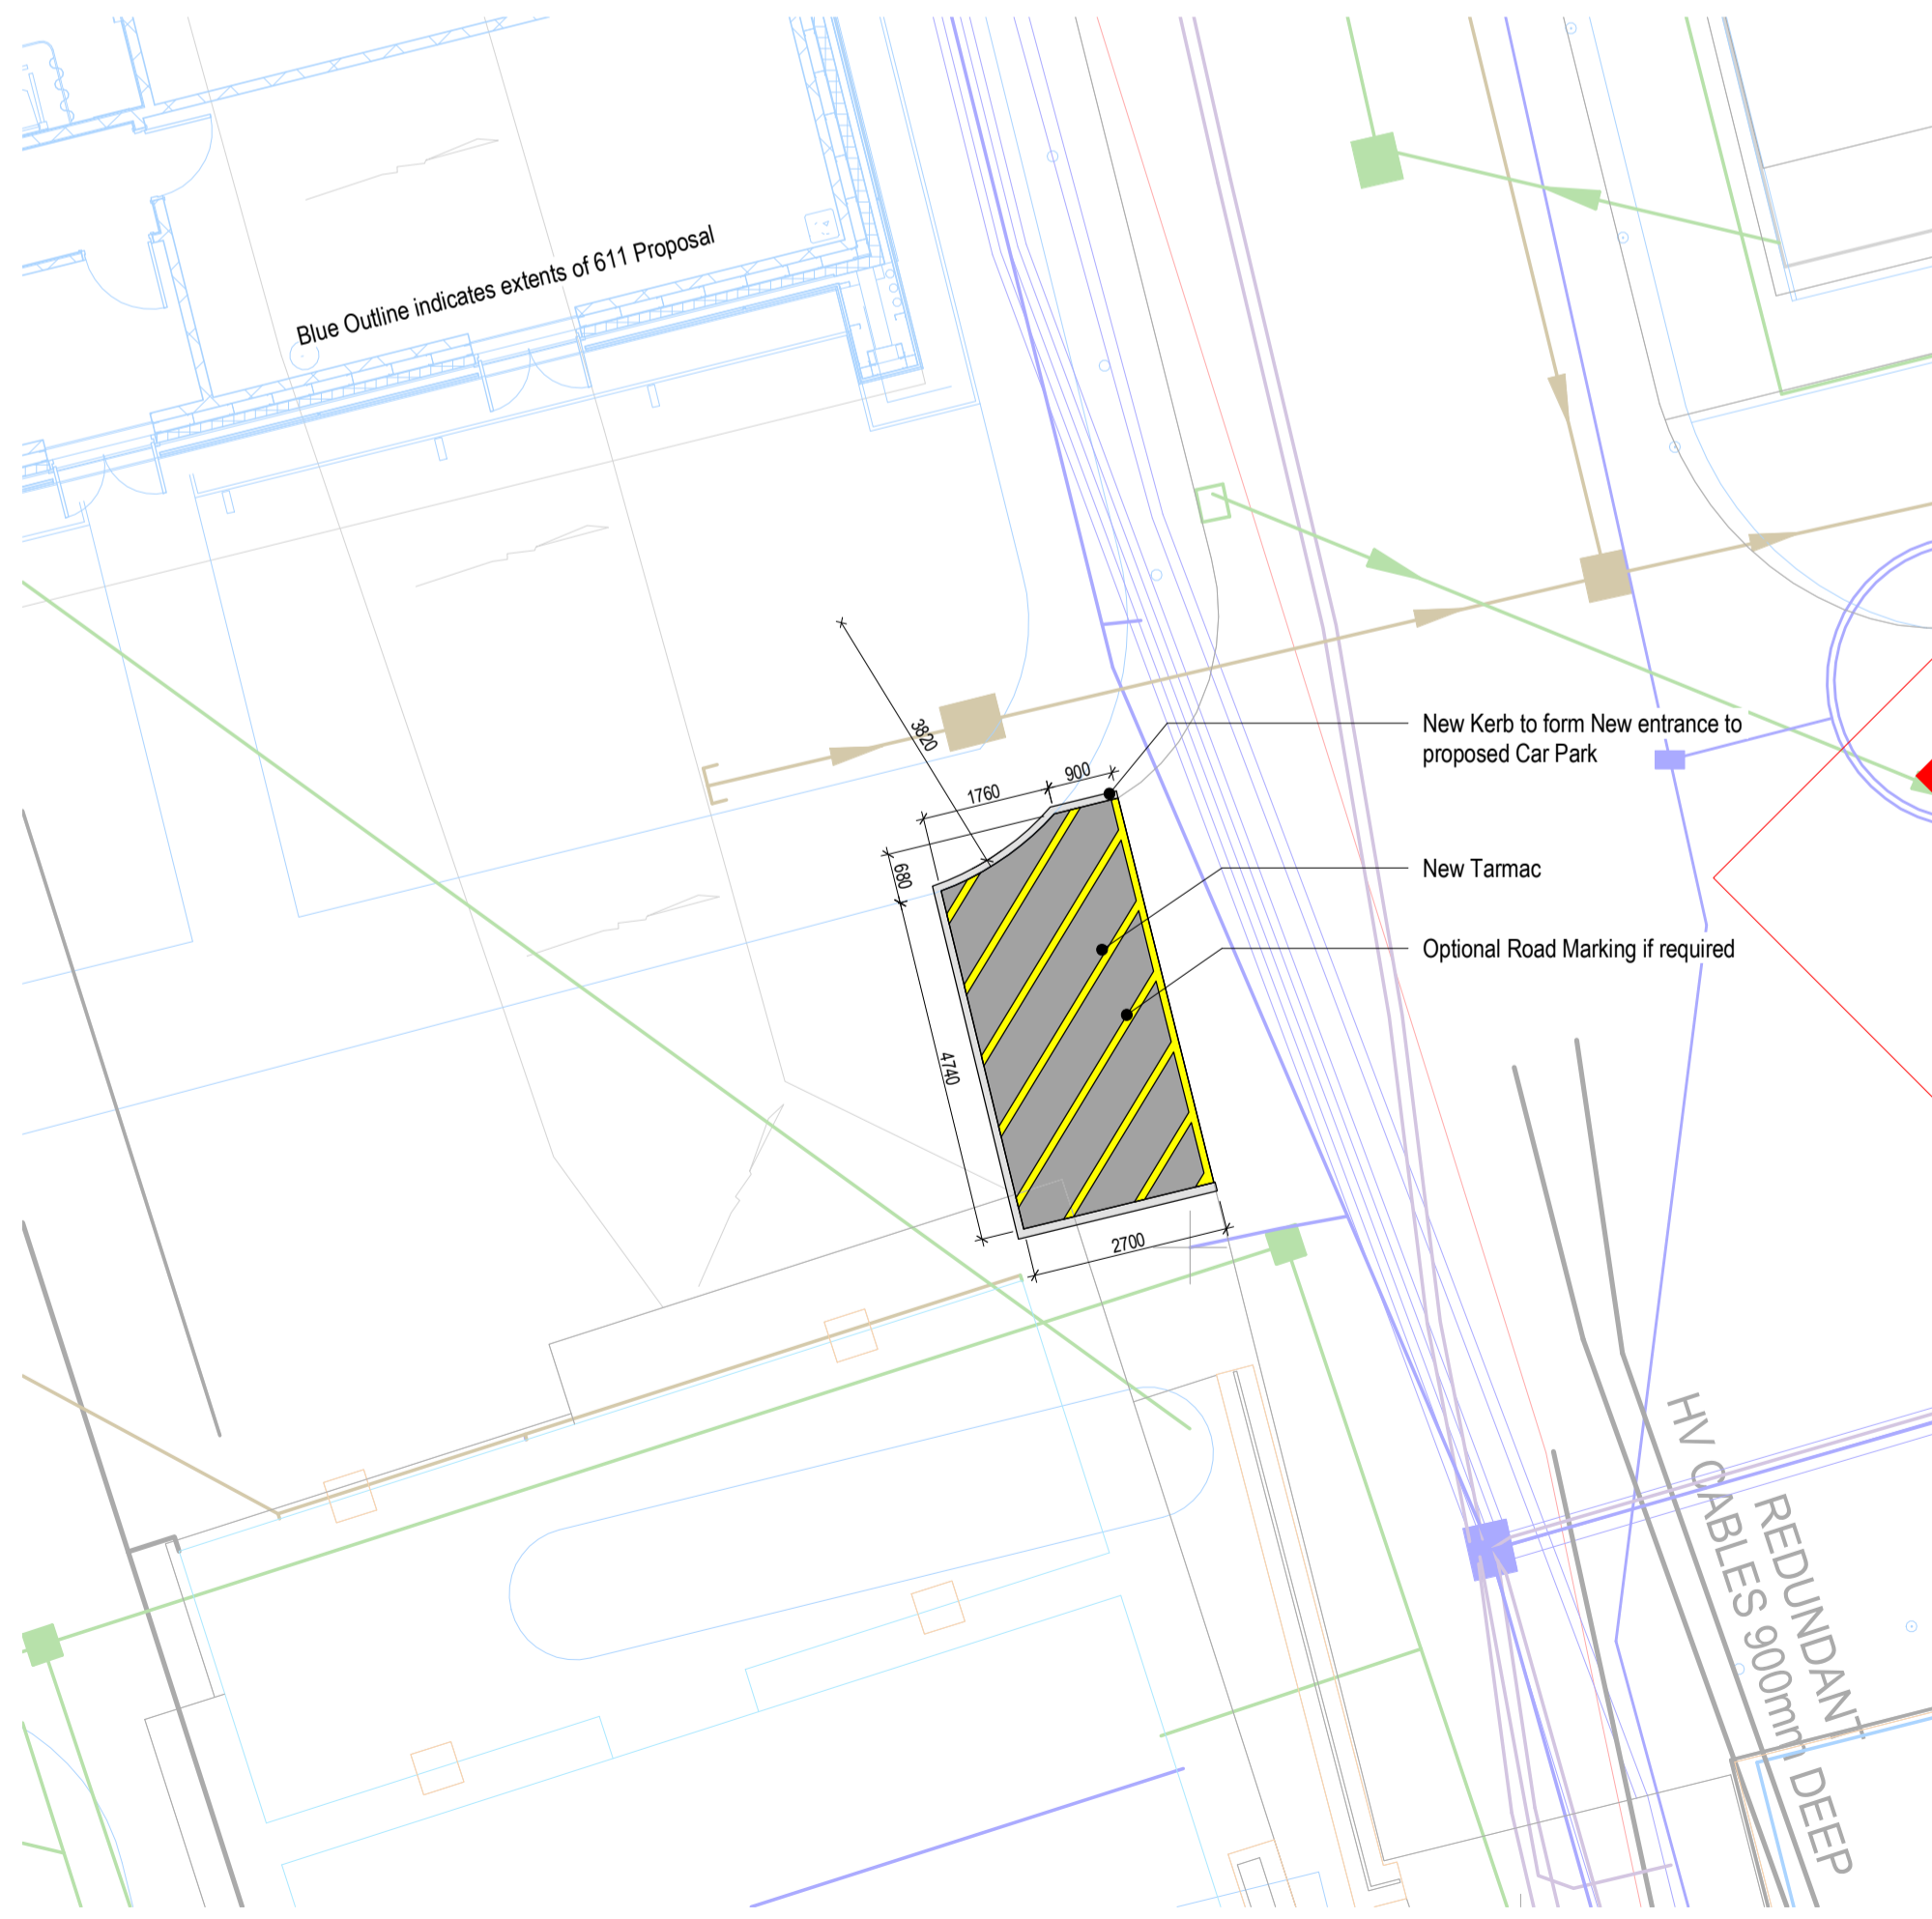 Blue Outline indicates extents of 611 Proposal
3820
1760
900
680
4740
2700
New Kerb to form New entrance to
proposed Car Park
New Tarmac
Optional Road Marking if required
REDUNDANT
HV CABLES 900mm DEEP